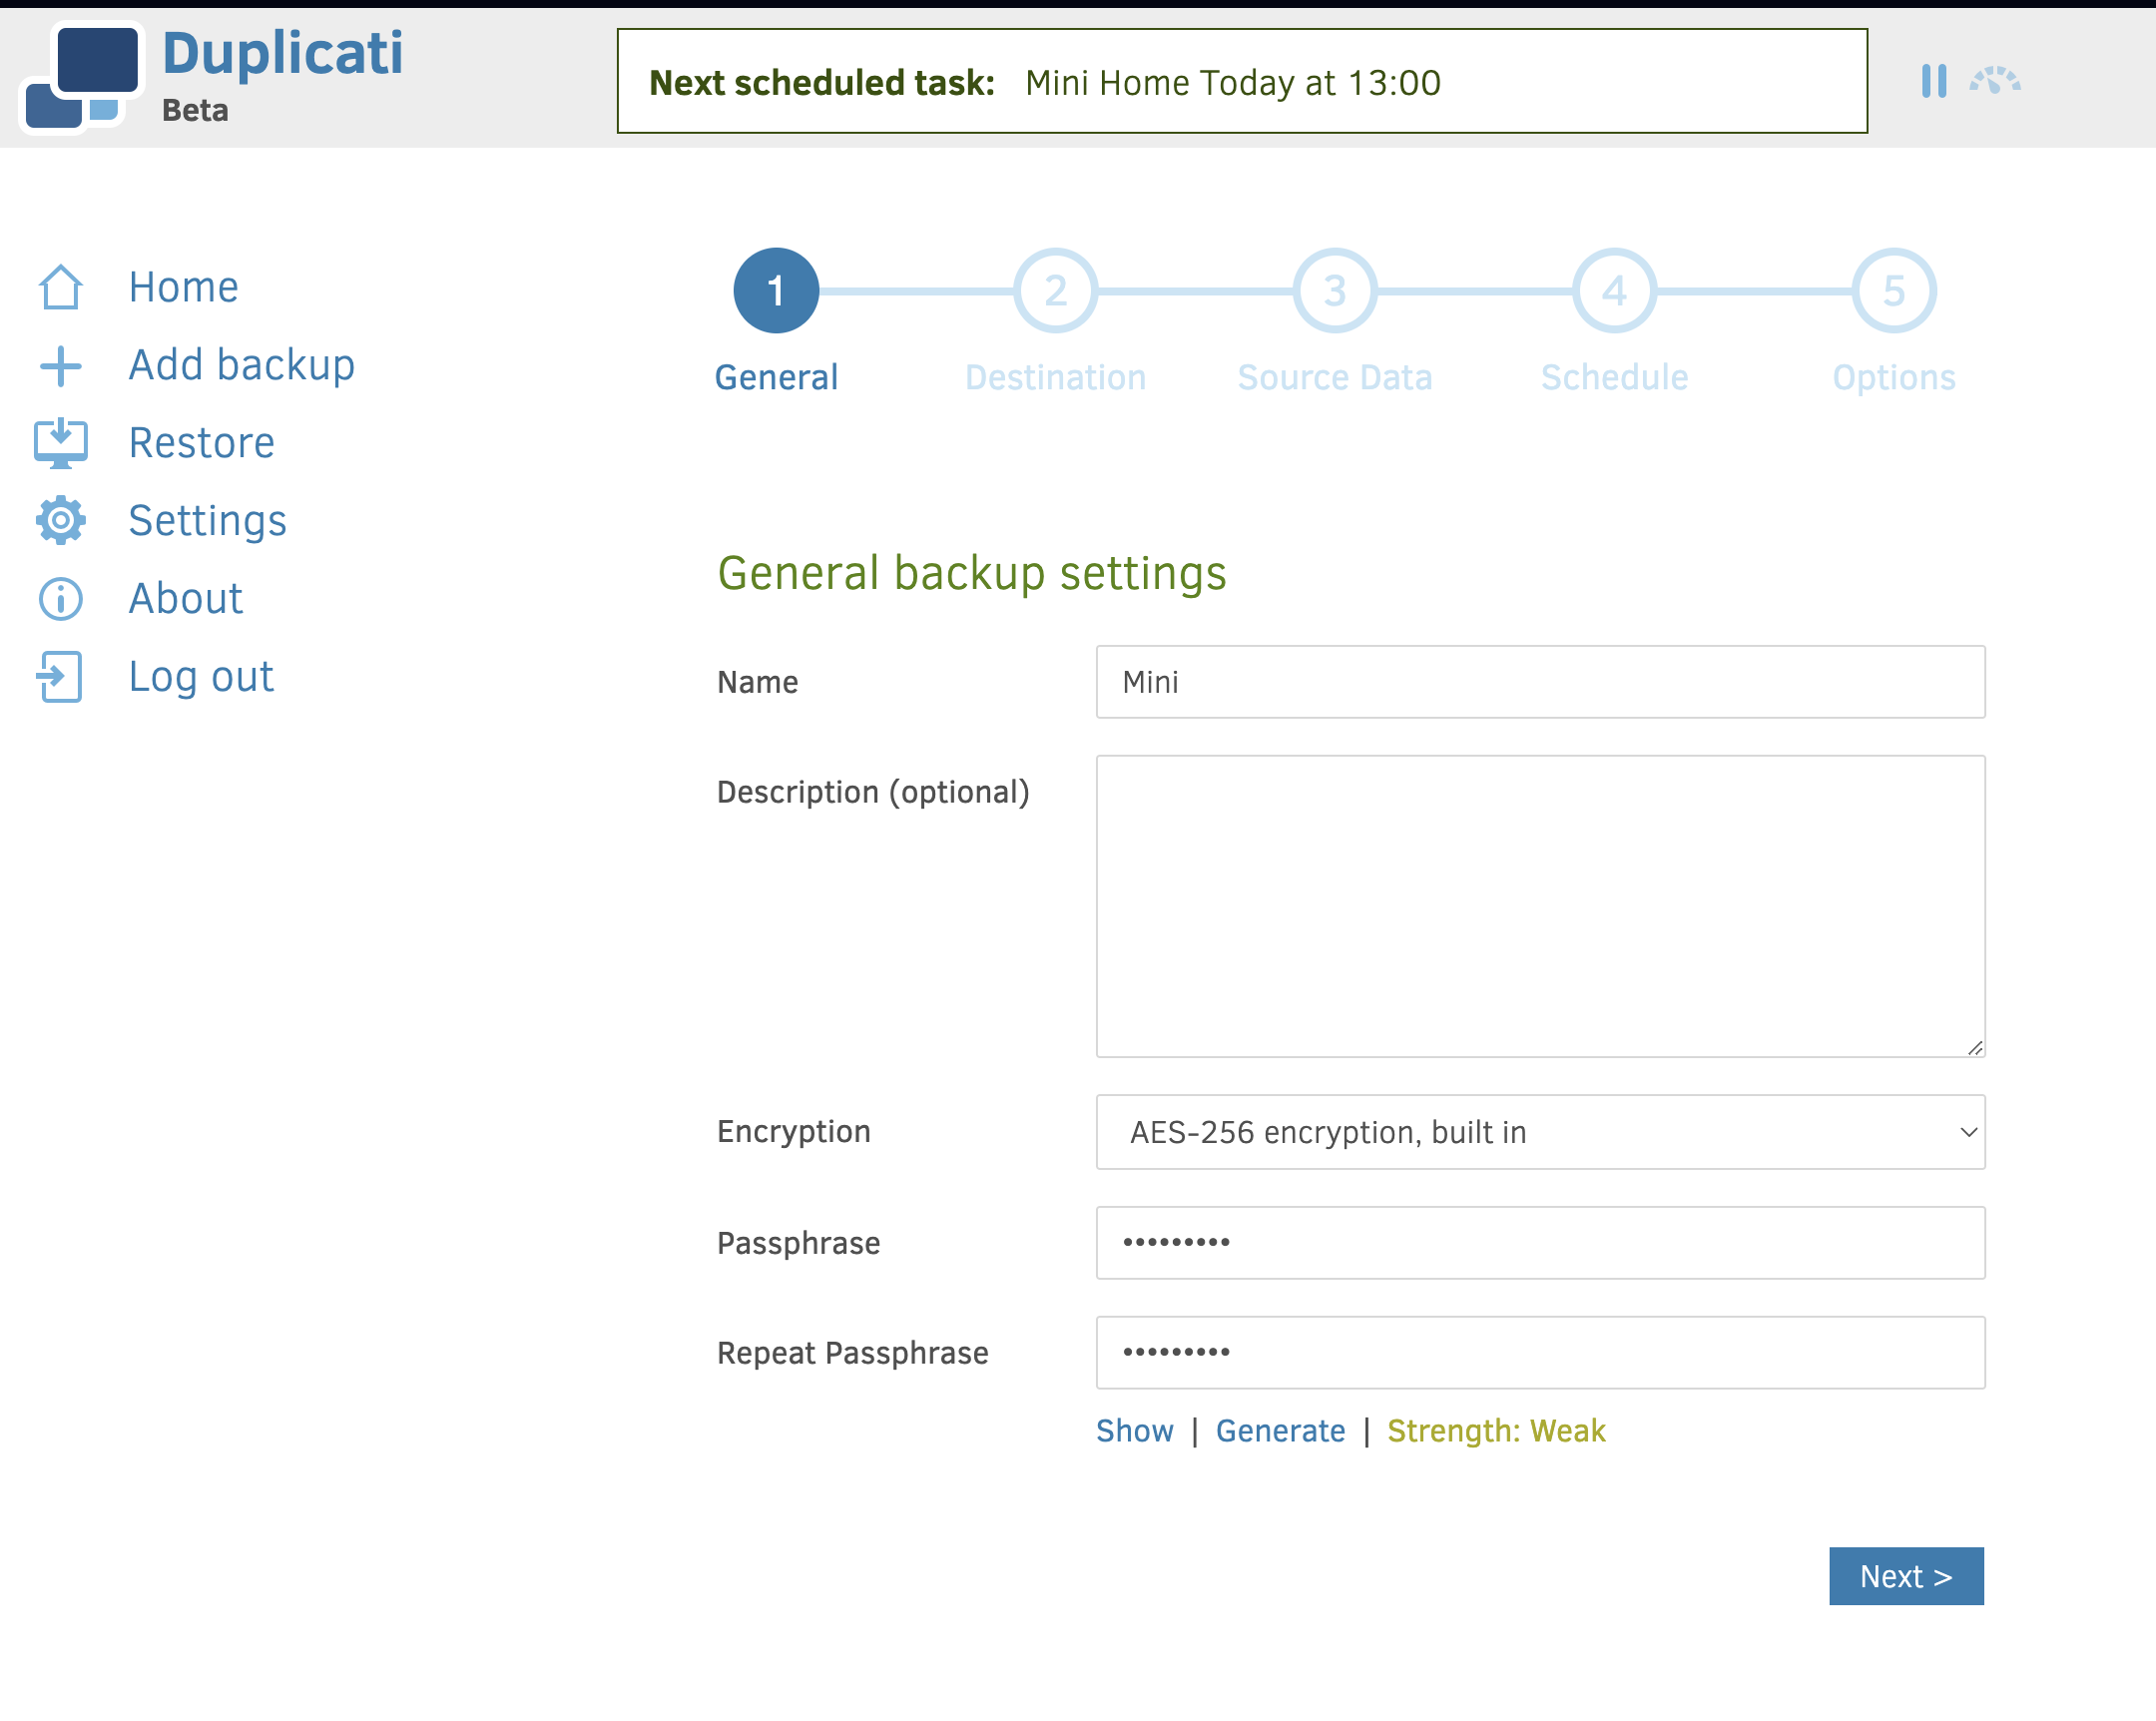 Duplicati
Beta
Next scheduled task: Mini Home Today at 13:00
Home
Add backup
Restore
Settings
About
Log out
1 2 3 4 5
General Destination Source Data Schedule Options
General backup settings
Name Mini
Description (optional)
Encryption AES-256 encryption, built in
Passphrase •••••••••
Repeat Passphrase •••••••••
Show | Generate | Strength: Weak
Next >